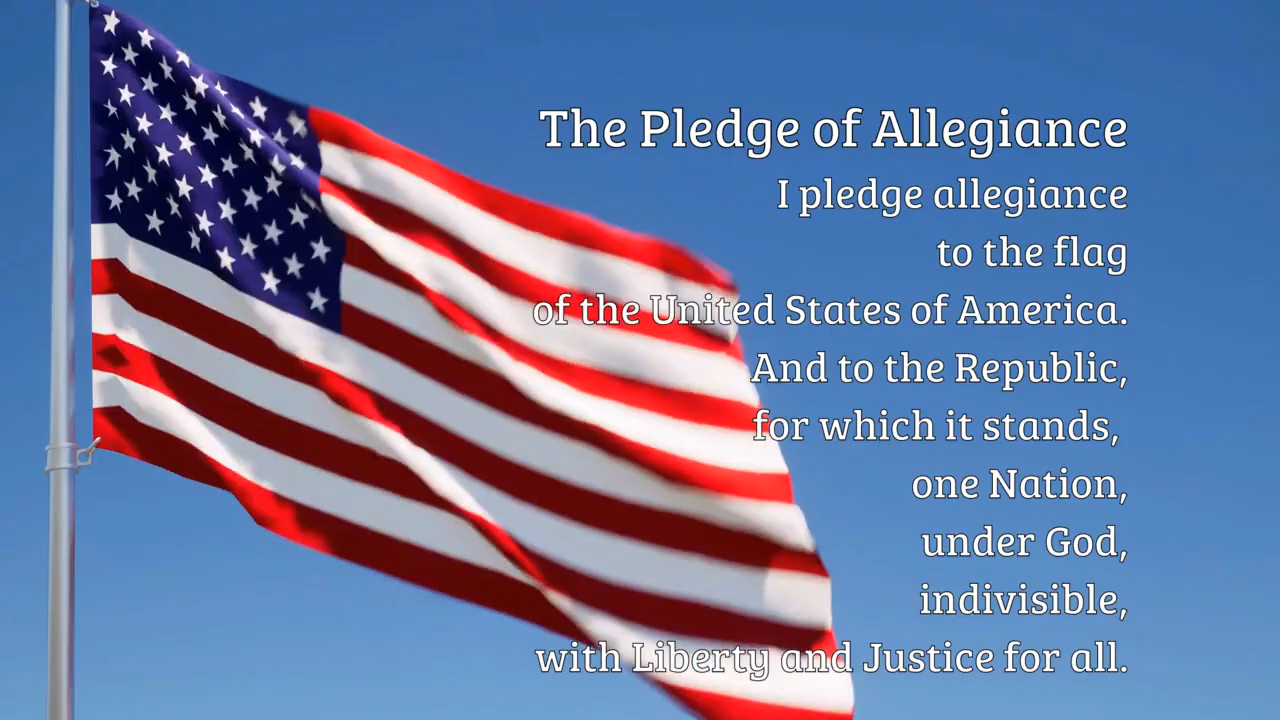 The Pledge of Allegiance
I pledge allegiance
to the flag
of the United States of America.
And to the Republic,
for which it stands,
one Nation,
under God,
indivisible,
with Liberty and Justice for all.